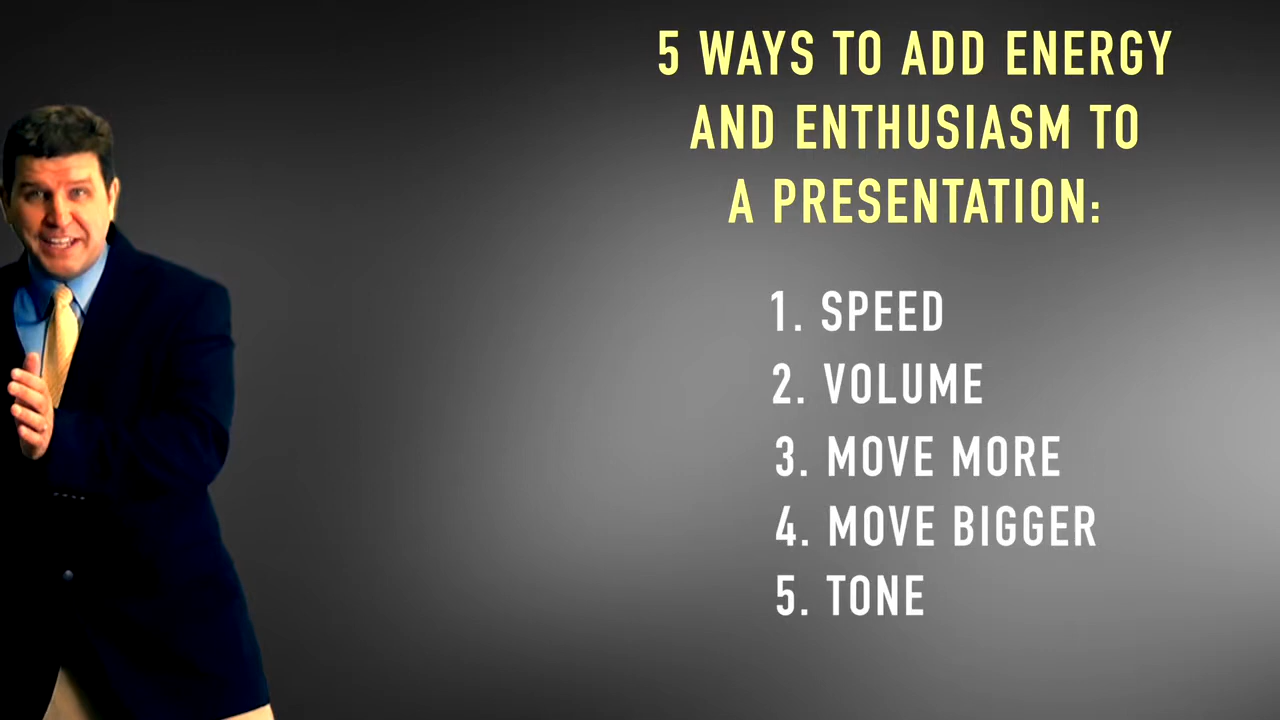 5 WAYS TO ADD ENERGY
AND ENTHUSIASM TO
A PRESENTATION:
1. SPEED
2. VOLUME
3. MOVE MORE
4. MOVE BIGGER
5. TONE